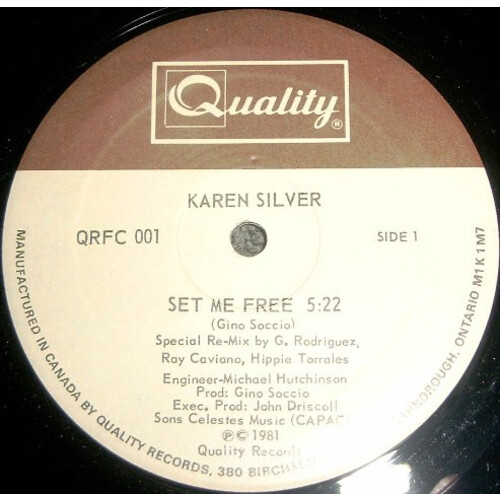 Quality®
KAREN SILVER
QRFC 001
SIDE 1
SET ME FREE 5:22
(Gino Soccio)
Special Re-Mix by G. Rodriguez,
Ray Caviano, Hippie Torrales
Engineer-Michael Hutchinson
Prod: Gino Soccio
Exec. Prod: John Driscoll
Sons Celestes Music (CAPAC)
℗© 1981
Quality Records
MANUFACTURED IN CANADA BY QUALITY RECORDS, 380 ONTARIO M1K 1M7